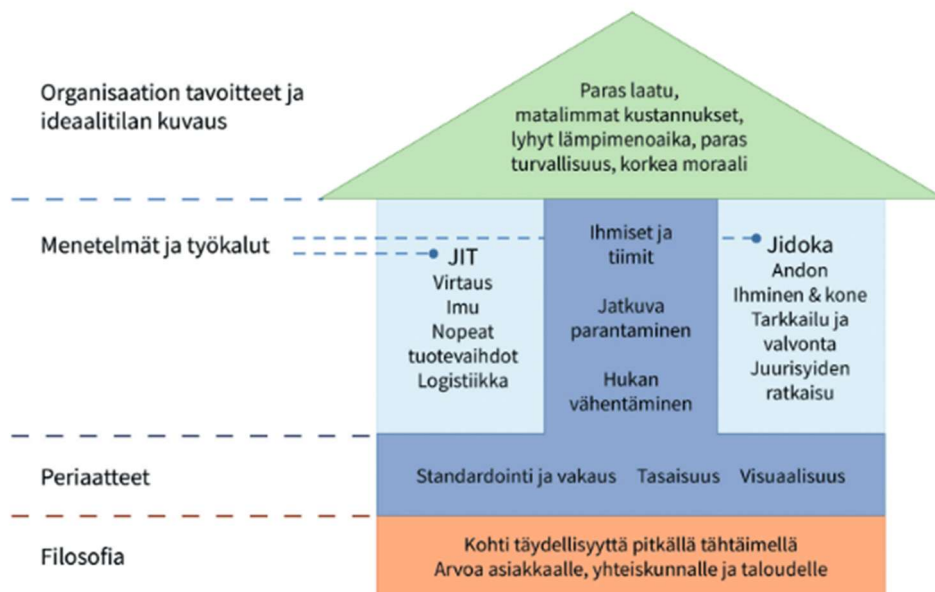 Organisaation tavoitteet ja
ideaalitilan kuvaus
Paras laatu,
matalimmat kustannukset,
lyhyt lämpimenoaika, paras
turvallisuus, korkea moraali
Menetelmät ja työkalut
JIT
Virtaus
Imu
Nopeat
tuotevaihdot
Logistiikka
Ihmiset ja
tiimit
Jatkuva
parantaminen
Hukan
vähentäminen
Jidoka
Andon
Ihminen & kone
Tarkkailu ja
valvonta
Juurisyiden
ratkaisu
Periaatteet
Standardointi ja vakaus Tasaisuus Visuaalisuus
Filosofia
Kohti täydellisyyttä pitkällä tähtäimellä
Arvoa asiakkaalle, yhteiskunnalle ja taloudelle